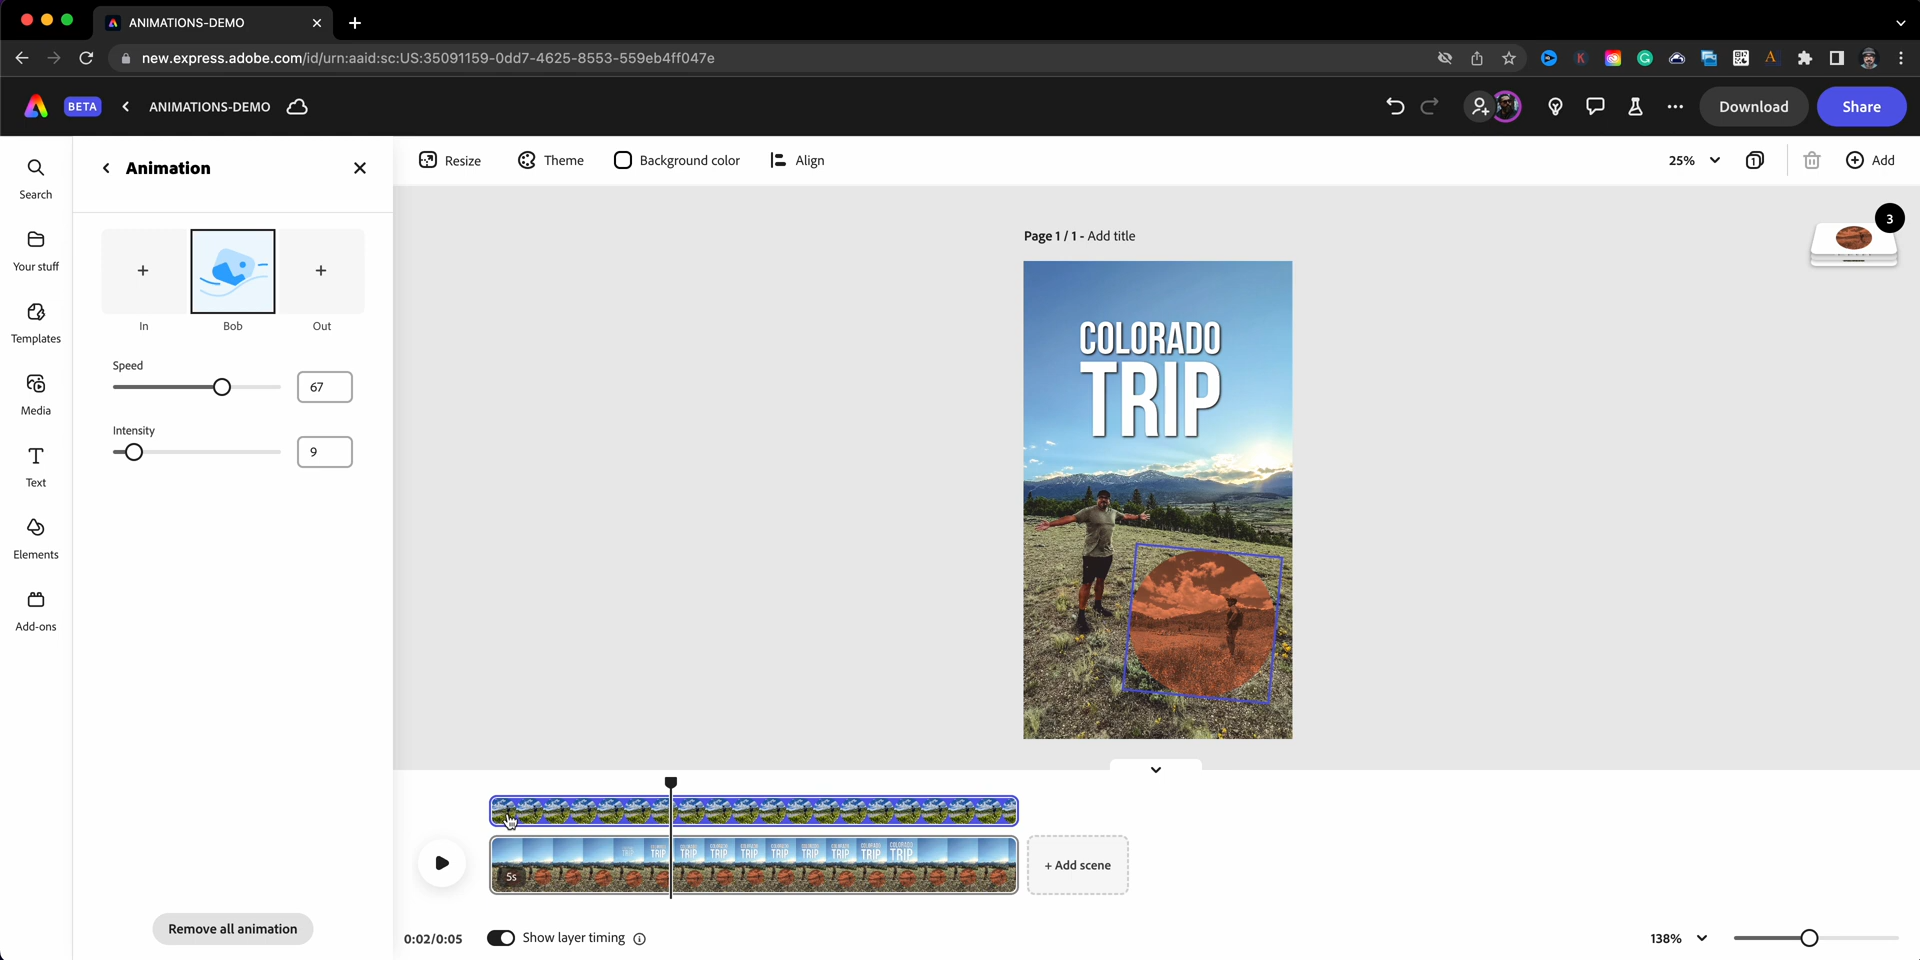 ANIMATIONS-DEMO
new.express.adobe.com/id/urn:aaid:sc:US:35091159-0dd7-4625-8553-559eb4ff047e
BETA
ANIMATIONS-DEMO
Download
Share
Search
Your stuff
Templates
Media
Text
Elements
Add-ons
Animation
In
Bob
Out
Speed
67
Intensity
9
Remove all animation
Resize
Theme
Background color
Align
25%
1
Add
3
Page 1 / 1 - Add title
COLORADO
TRIP
5s
+ Add scene
0:02/0:05
Show layer timing
138%